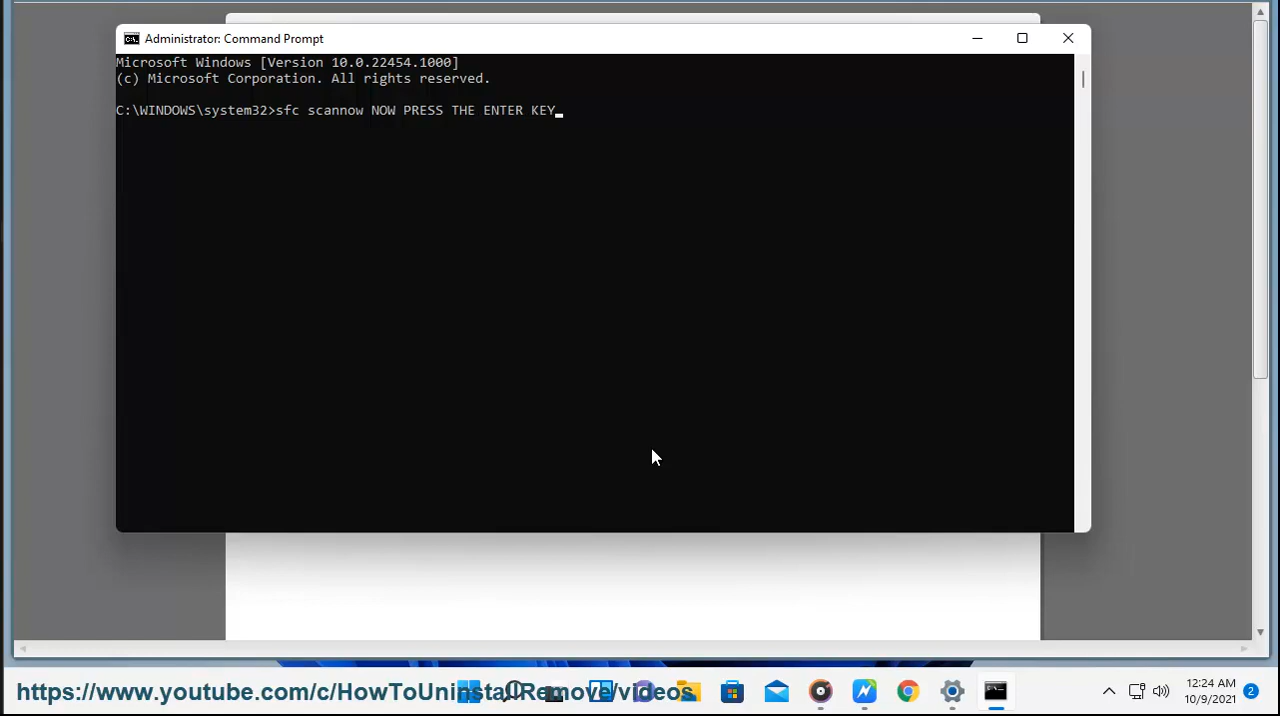 Administrator: Command Prompt
Microsoft Windows [Version 10.0.22454.1000]
(c) Microsoft Corporation. All rights reserved.
C:\WINDOWS\system32>sfc scannow NOW PRESS THE ENTER KEY
https://www.youtube.com/c/HowToUninstallRemove/videos
12:24 AM
10/9/2021
2